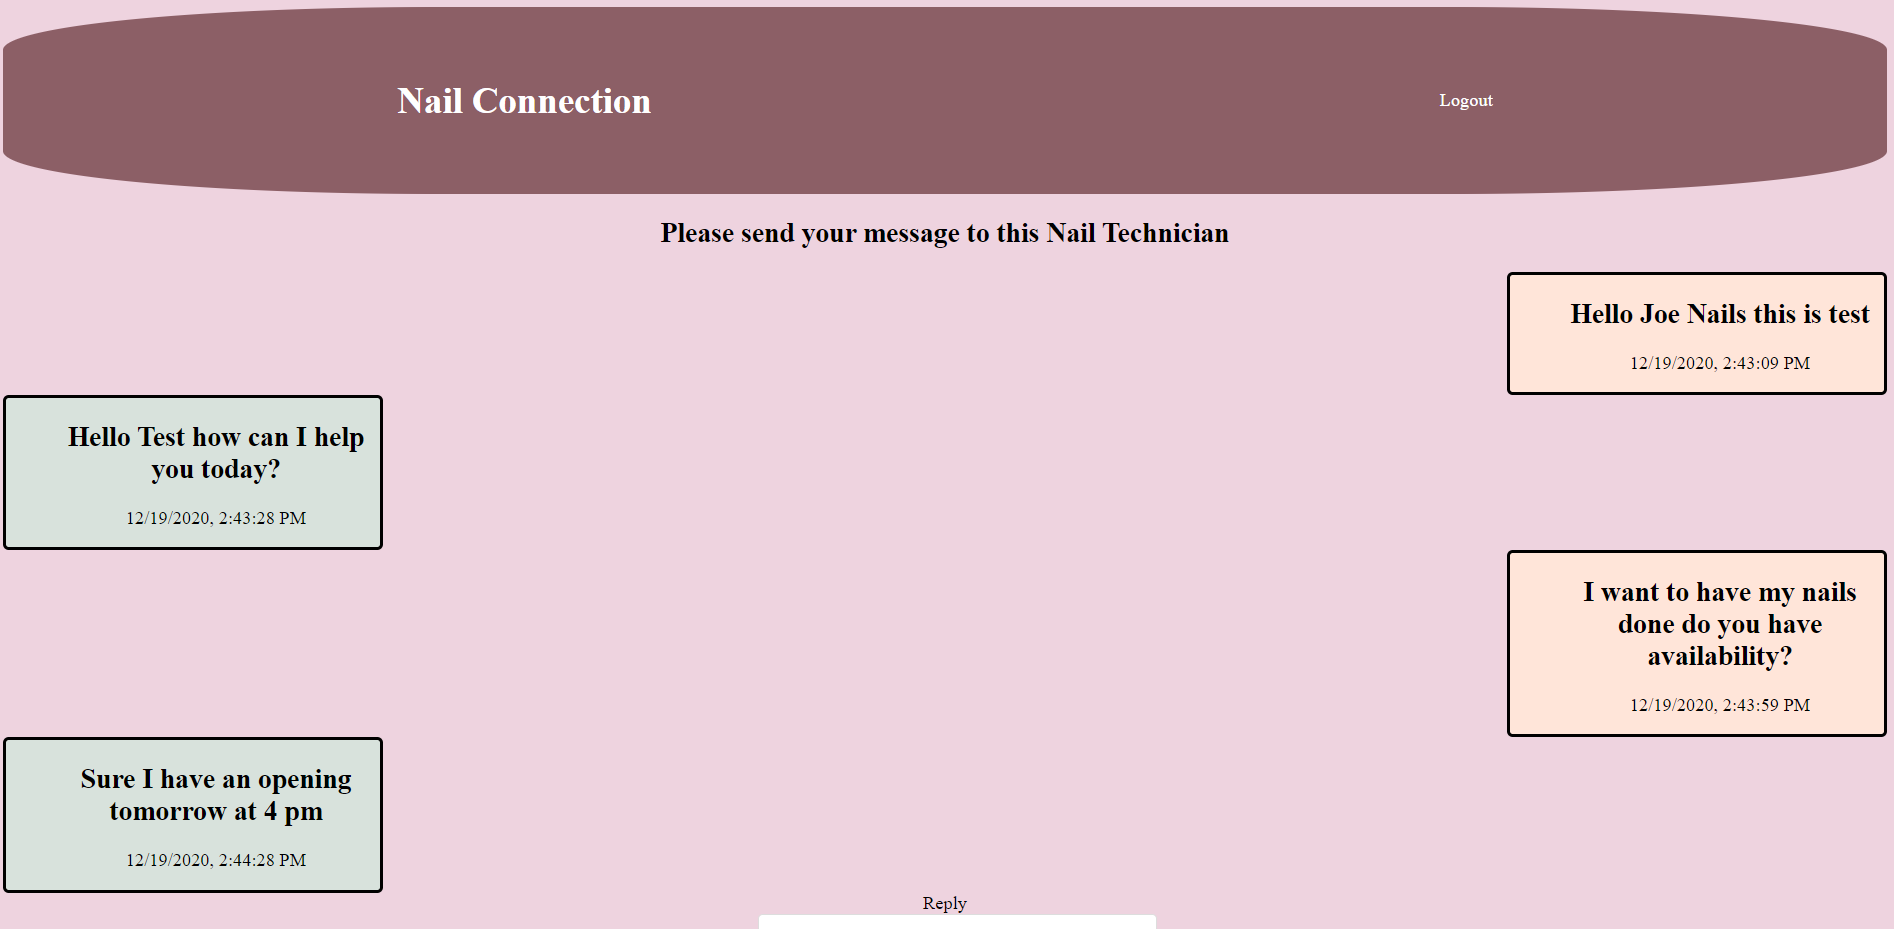 Nail Connection
Logout
Please send your message to this Nail Technician
Hello Joe Nails this is test
12/19/2020, 2:43:09 PM
Hello Test how can I help
you today?
12/19/2020, 2:43:28 PM
I want to have my nails
done do you have
availability?
12/19/2020, 2:43:59 PM
Sure I have an opening
tomorrow at 4 pm
12/19/2020, 2:44:28 PM
Reply